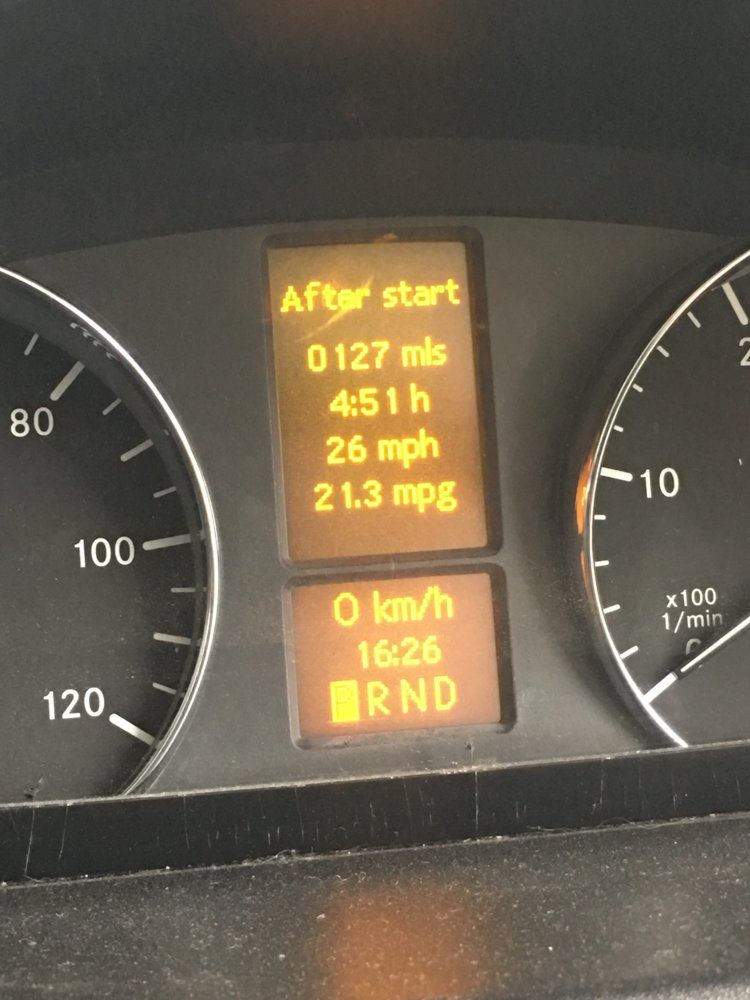 After start
0127 mls
4:51 h
26 mph
21.3 mpg
0 km/h
16:26
P R N D
80
100
120
10
x100
1/min